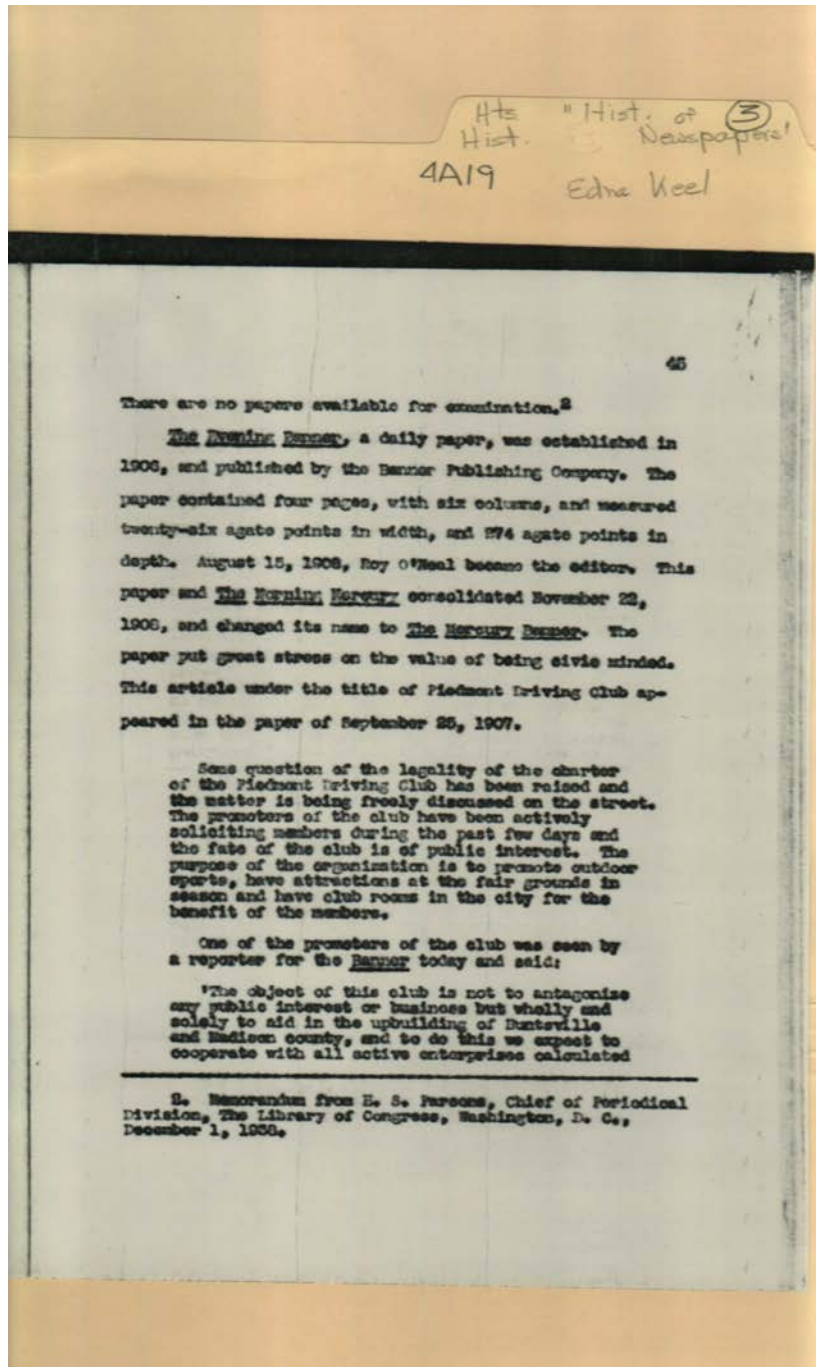 Hts "Hist. of 3
Hist. Newspapers"
4A19 Edna Keel
45
There are no papers available for examination.2
The Evening Banner, a daily paper, was established in
1906, and published by the Banner Publishing Company. The
paper contained four pages, with six columns, and measured
twenty-six agate points in width, and 274 agate points in
depth. August 15, 1908, Roy O'Neal became the editor. This
paper and The Morning Mercury consolidated November 22,
1908, and changed its name to The Mercury Banner. The
paper put great stress on the value of being civic minded.
This article under the title of Piedmont Driving Club ap-
peared in the paper of September 25, 1907.
Some question of the legality of the charter
of the Piedmont Driving Club has been raised and
the matter is being freely discussed on the street.
The promoters of the club have been actively
soliciting members during the past few days and
the fate of the club is of public interest. The
purpose of the organization is to promote outdoor
sports, have attractions at the fair grounds in
season and have club rooms in the city for the
benefit of the members.
One of the promoters of the club was seen by
a reporter for the Banner today and said:
'The object of this club is not to antagonize
any public interest or business but wholly and
solely to aid in the upbuilding of Huntsville
and Madison county, and to do this we expect to
cooperate with all active enterprises calculated
2. Memorandum from H. S. Parsons, Chief of Periodical
Division, The Library of Congress, Washington, D. C.,
December 1, 1938.